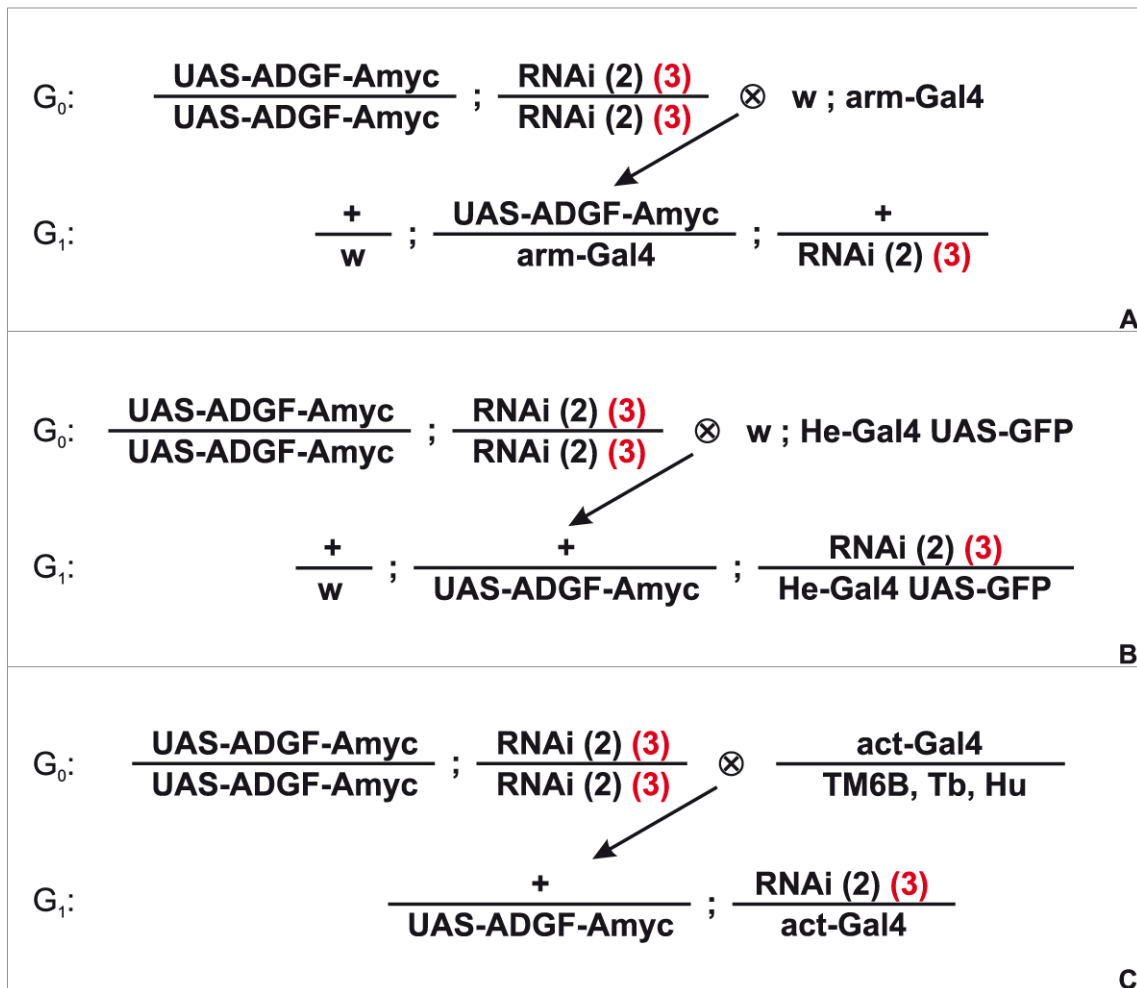 UAS-ADGF-Amyc RNAi (2) (3)
G₀: ; ⊗ w ; arm-Gal4
UAS-ADGF-Amyc RNAi (2) (3)
+ UAS-ADGF-Amyc +
G₁: ; ;
w arm-Gal4 RNAi (2) (3)
A
UAS-ADGF-Amyc RNAi (2) (3)
G₀: ; ⊗ w ; He-Gal4 UAS-GFP
UAS-ADGF-Amyc RNAi (2) (3)
+ + RNAi (2) (3)
G₁: ; ;
w UAS-ADGF-Amyc He-Gal4 UAS-GFP
B
UAS-ADGF-Amyc RNAi (2) (3) act-Gal4
G₀: ; ⊗
UAS-ADGF-Amyc RNAi (2) (3) TM6B, Tb, Hu
+ RNAi (2) (3)
G₁: ;
UAS-ADGF-Amyc act-Gal4
C